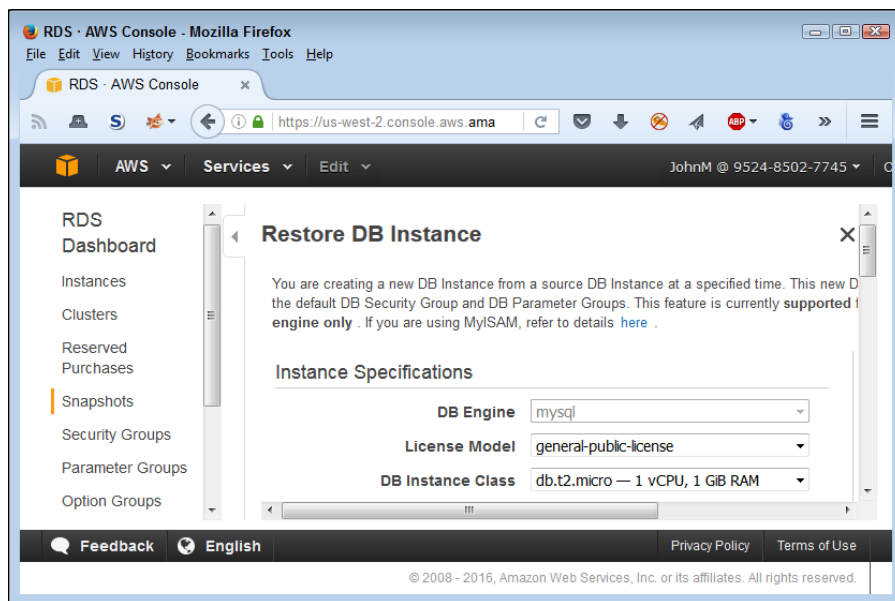 RDS · AWS Console - Mozilla Firefox
File Edit View History Bookmarks Tools Help
RDS · AWS Console
https://us-west-2.console.aws.ama
ABP
AWS Services Edit JohnM @ 9524-8502-7745
RDS
Dashboard
Instances
Clusters
Reserved
Purchases
Snapshots
Security Groups
Parameter Groups
Option Groups
Restore DB Instance
You are creating a new DB Instance from a source DB Instance at a specified time. This new D
the default DB Security Group and DB Parameter Groups. This feature is currently supported f
engine only . If you are using MyISAM, refer to details here .
Instance Specifications
DB Engine mysql
License Model general-public-license
DB Instance Class db.t2.micro — 1 vCPU, 1 GiB RAM
Feedback English Privacy Policy Terms of Use
© 2008 - 2016, Amazon Web Services, Inc. or its affiliates. All rights reserved.